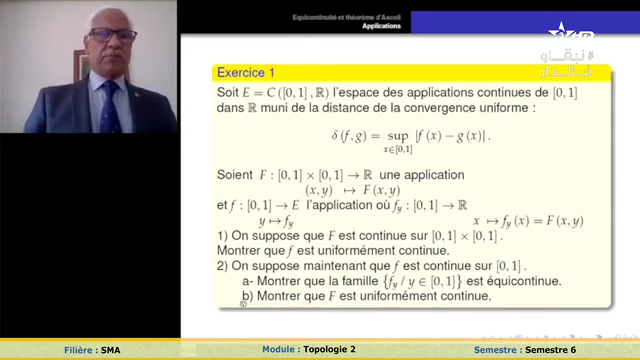 Equicontinuité et théorème d'Ascoli
Applications
#نبقاو
فالدار
Exercice 1
Soit E = C ([0, 1] , ℝ) l'espace des applications continues de [0, 1]
dans ℝ muni de la distance de la convergence uniforme :
δ (f, g) = sup |f (x) − g (x)| .
x∈[0,1]
Soient F : [0, 1] × [0, 1] → ℝ une application
(x, y) ↦ F (x, y)
et f : [0, 1] → E l'application où f_y : [0, 1] → ℝ
y ↦ f_y x ↦ f_y (x) = F (x, y)
1) On suppose que F est continue sur [0, 1] × [0, 1] .
Montrer que f est uniformément continue.
2) On suppose maintenant que f est continue sur [0, 1] .
a- Montrer que la famille {f_y / y ∈ [0, 1]} est équicontinue.
b) Montrer que F est uniformément continue.
Filière : SMA Module : Topologie 2 Semestre : Semestre 6